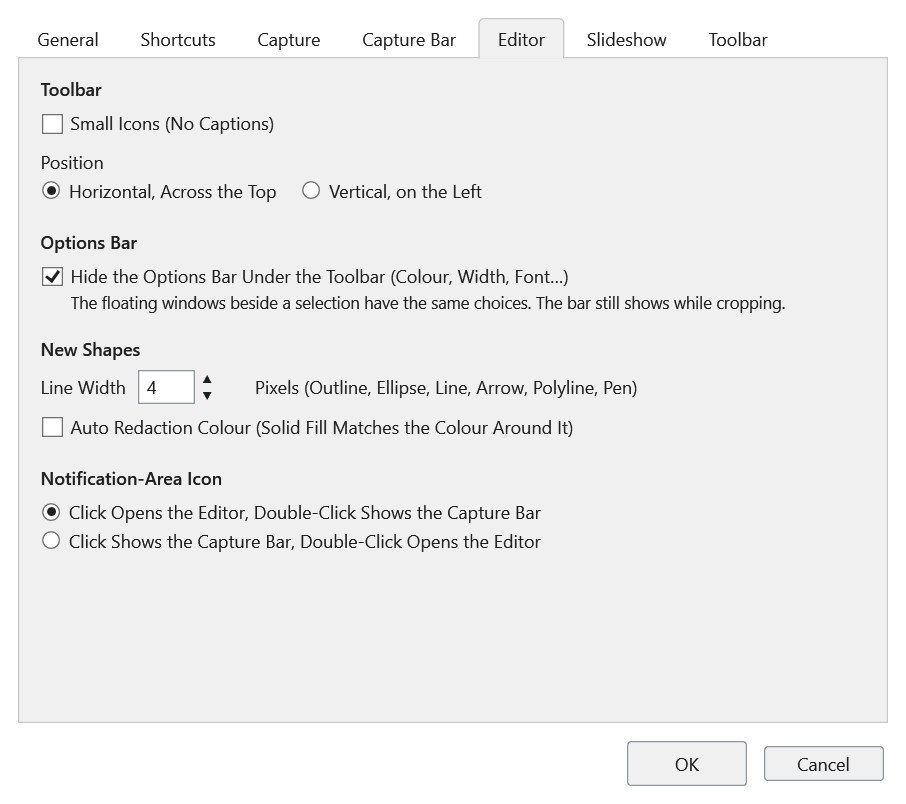 General Shortcuts Capture Capture Bar Editor Slideshow Toolbar
Toolbar
Small Icons (No Captions)
Position
Horizontal, Across the Top Vertical, on the Left
Options Bar
Hide the Options Bar Under the Toolbar (Colour, Width, Font...)
The floating windows beside a selection have the same choices. The bar still shows while cropping.
New Shapes
Line Width 4 Pixels (Outline, Ellipse, Line, Arrow, Polyline, Pen)
Auto Redaction Colour (Solid Fill Matches the Colour Around It)
Notification-Area Icon
Click Opens the Editor, Double-Click Shows the Capture Bar
Click Shows the Capture Bar, Double-Click Opens the Editor
OK Cancel